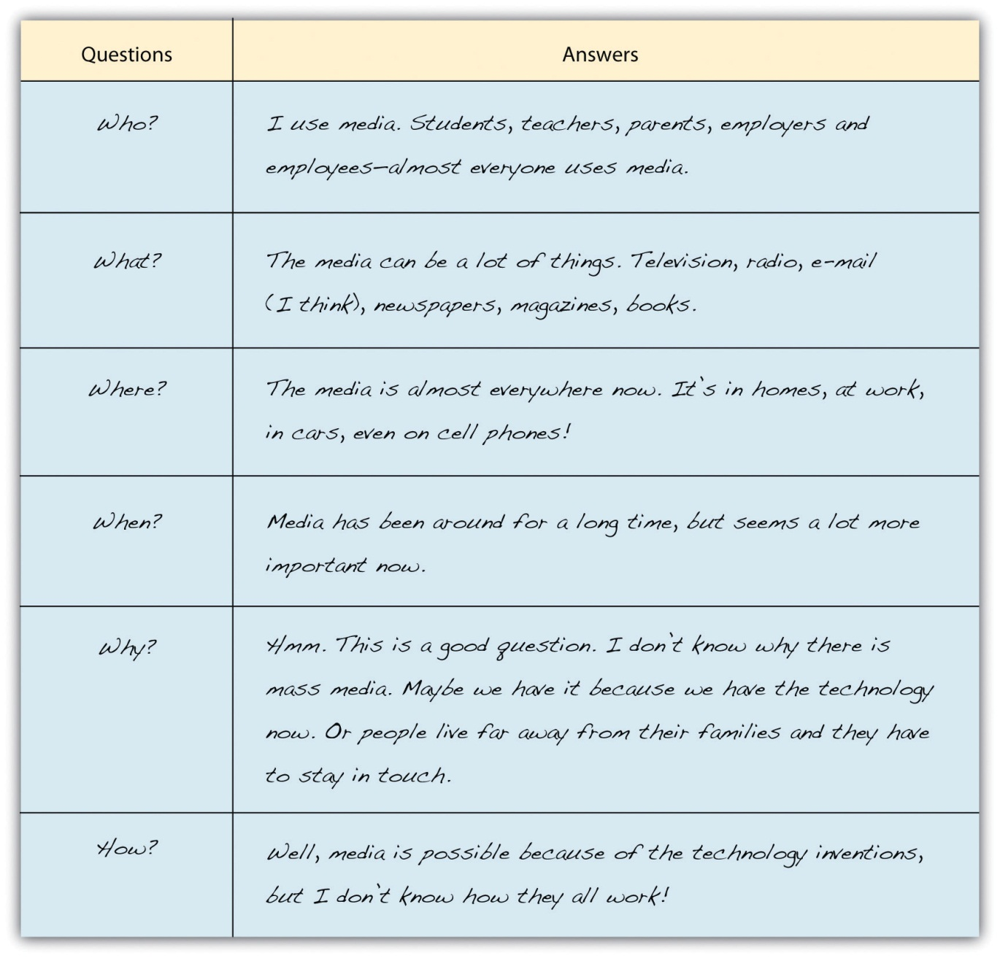 Questions
Answers
Who?
I use media. Students, teachers, parents, employers and
employees—almost everyone uses media.
What?
The media can be a lot of things. Television, radio, e-mail
(I think), newspapers, magazines, books.
Where?
The media is almost everywhere now. It's in homes, at work,
in cars, even on cell phones!
When?
Media has been around for a long time, but seems a lot more
important now.
Why?
Hmm. This is a good question. I don't know why there is
mass media. Maybe we have it because we have the technology
now. Or people live far away from their families and they have
to stay in touch.
How?
Well, media is possible because of the technology inventions,
but I don't know how they all work!